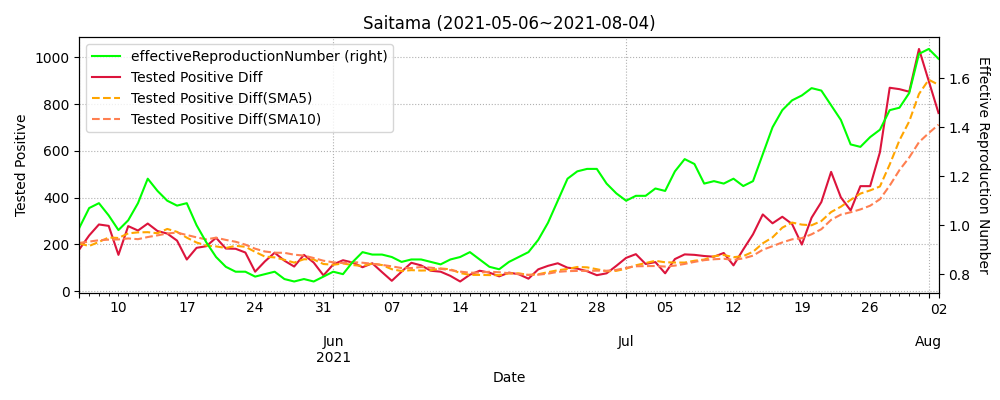 Saitama (2021-05-06~2021-08-04)
effectiveReproductionNumber (right)
Tested Positive Diff
Tested Positive Diff(SMA5)
Tested Positive Diff(SMA10)
Tested Positive
1000
800
600
400
200
0
1.6
1.4
1.2
1.0
0.8
Effective Reproduction Number
10 17 24 31 07 14 21 28 05 12 19 26 02
Jun Jul Aug
2021
Date